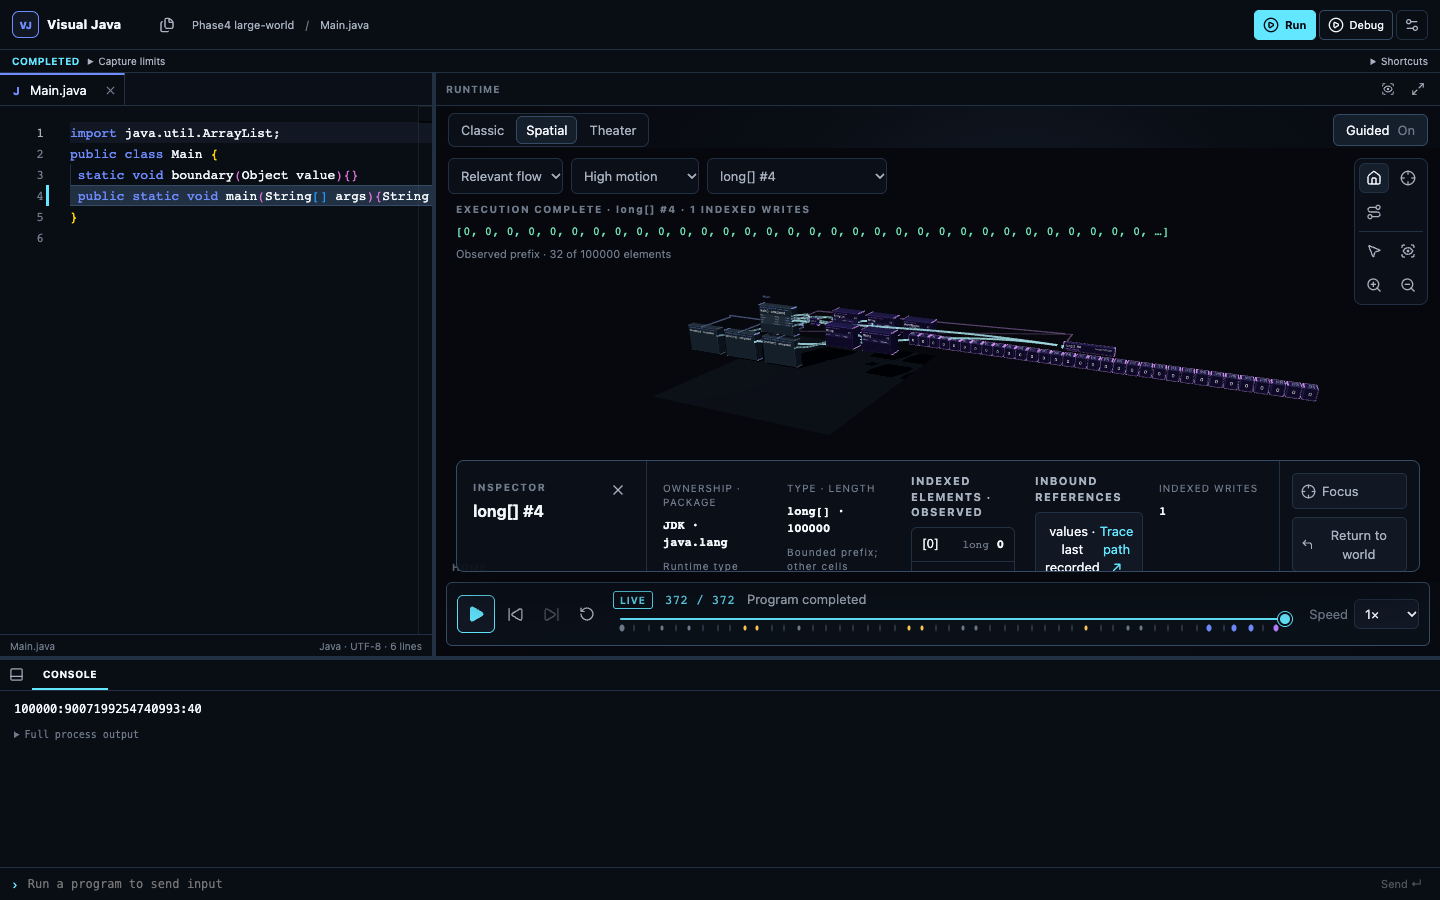 VJ Visual Java
Phase4 large-world / Main.java
Run
Debug
COMPLETED ▶ Capture limits
▶ Shortcuts
J Main.java ×
RUNTIME
1 import java.util.ArrayList;
2 public class Main {
3 static void boundary(Object value){}
4 public static void main(String[] args){String
5 }
6
Main.java
Java · UTF-8 · 6 lines
Classic Spatial Theater
Guided On
Relevant flow
High motion
long[] #4
EXECUTION COMPLETE · long[] #4 · 1 INDEXED WRITES
[0, 0, 0, 0, 0, 0, 0, 0, 0, 0, 0, 0, 0, 0, 0, 0, 0, 0, 0, 0, 0, 0, 0, 0, 0, 0, 0, 0, 0, 0, 0, 0, …]
Observed prefix · 32 of 100000 elements
INSPECTOR
long[] #4
OWNERSHIP ·
PACKAGE
JDK ·
java.lang
Runtime type
TYPE · LENGTH
long[] ·
100000
Bounded prefix;
other cells
INDEXED
ELEMENTS ·
OBSERVED
[0] long 0
INBOUND
REFERENCES
values ·
last
recorded
Trace
path
↗
INDEXED WRITES
1
Focus
Return to
world
LIVE 372 / 372 Program completed
Speed 1×
CONSOLE
100000:9007199254740993:40
▶ Full process output
› Run a program to send input
Send ↵